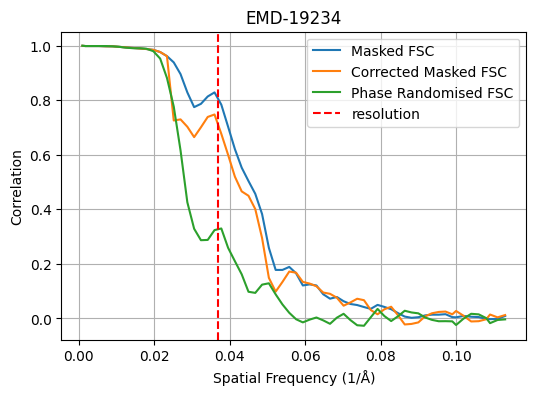 EMD-19234
Masked FSC
Corrected Masked FSC
Phase Randomised FSC
resolution
Correlation
1.0
0.8
0.6
0.4
0.2
0.0
0.00 0.02 0.04 0.06 0.08 0.10
Spatial Frequency (1/Å)